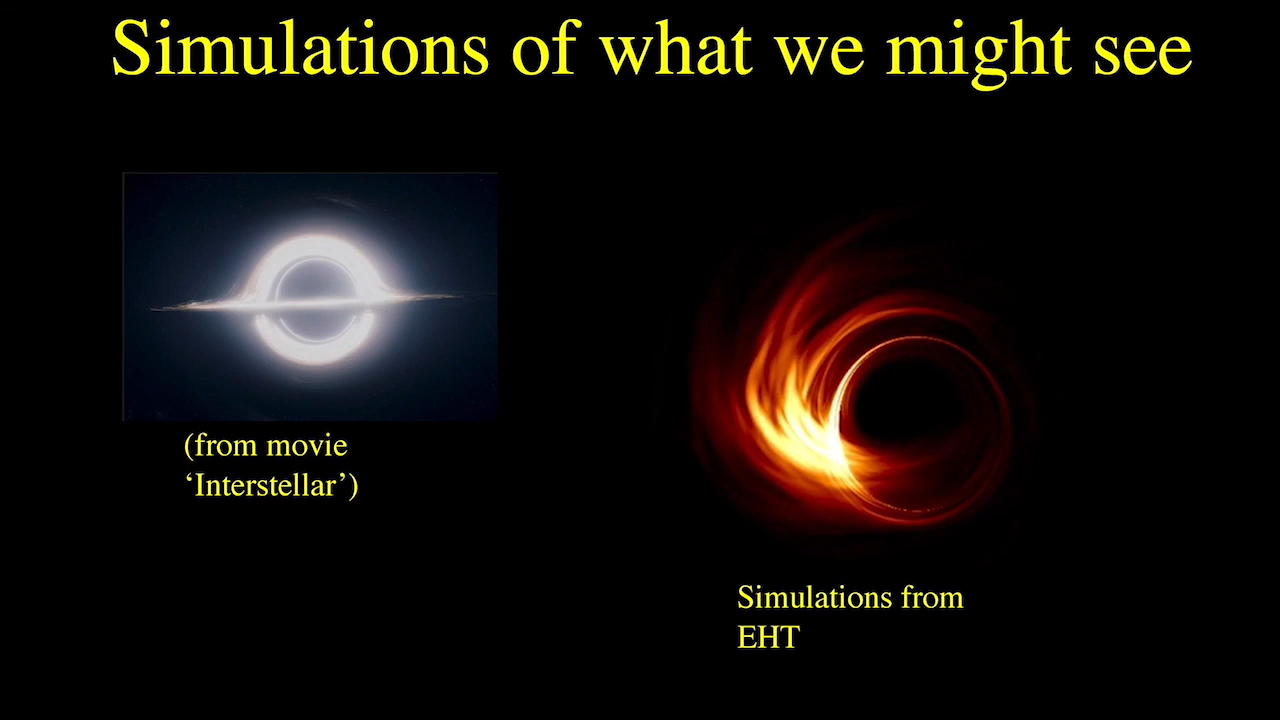 Simulations of what we might see
(from movie
‘Interstellar’)
Simulations from
EHT